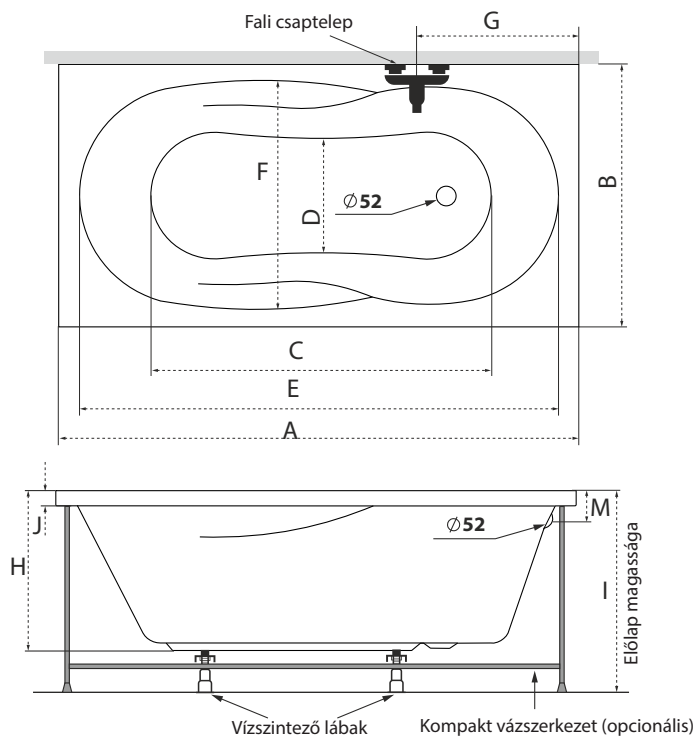 G
Fali csaptelep
F
B
D
∅52
C
E
A
J
M
∅52
H
I
Előlap magassága
Vízszintező lábak
Kompakt vázszerkezet (opcionális)